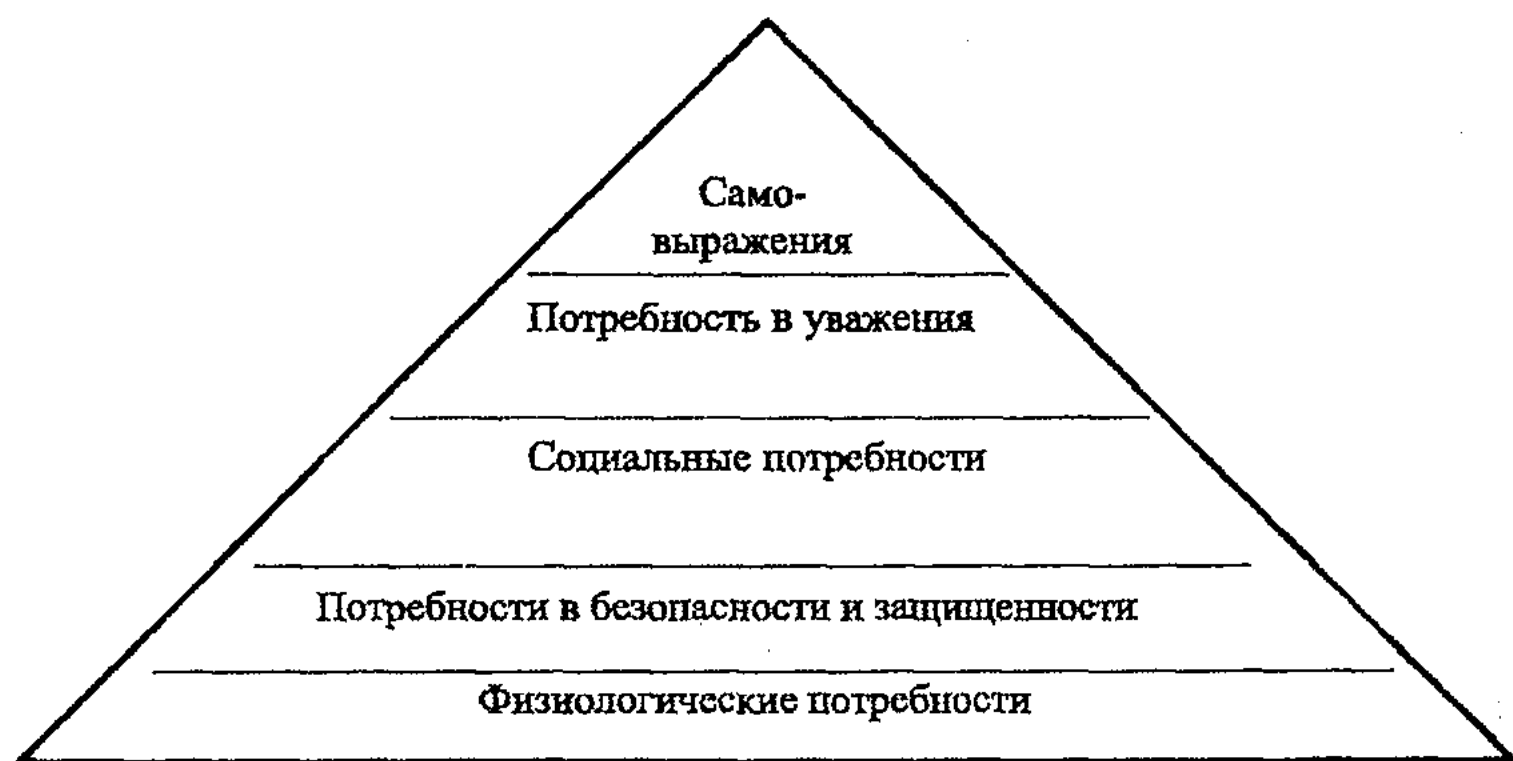 Само-
выражения
Потребность в уважения
Социальные потребности
Потребности в безопасности и защищенности
Физиологические потребности